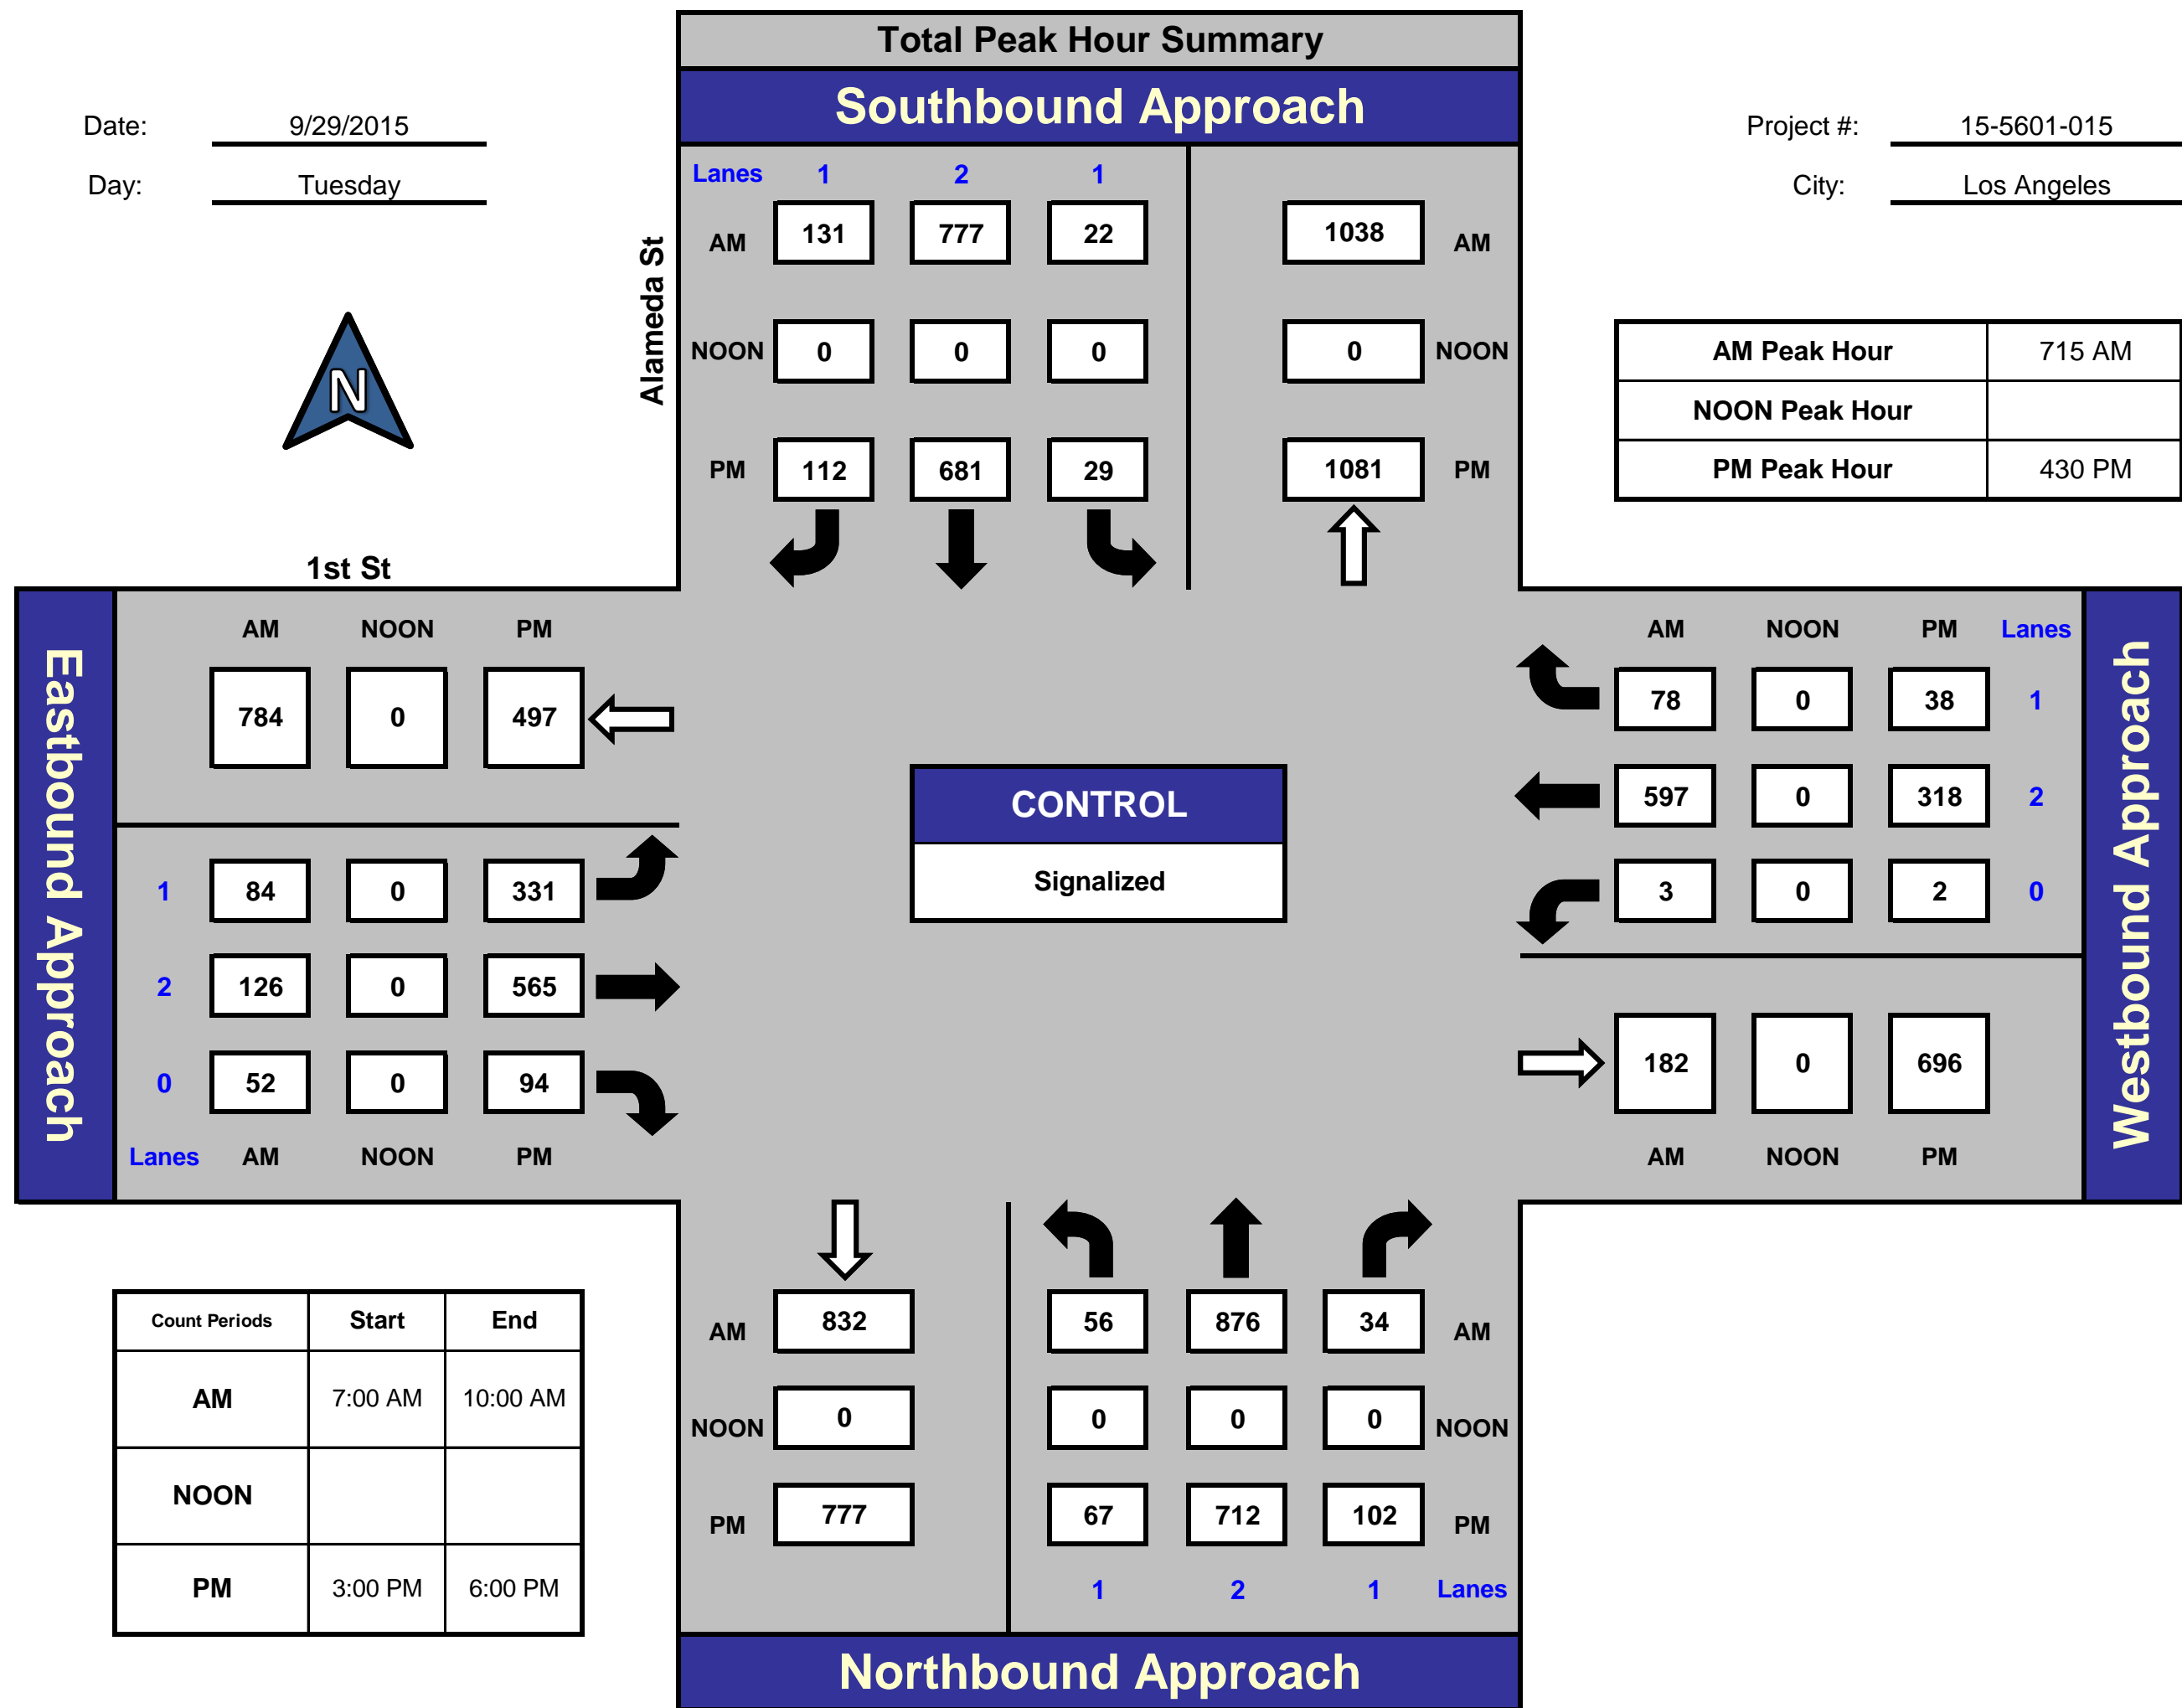 Total Peak Hour Summary
Southbound Approach
Date: 9/29/2015
Day: Tuesday
Project #: 15-5601-015
City: Los Angeles
N
Alameda St
Lanes 1 2 1
AM 131 777 22 1038 AM
NOON 0 0 0 0 NOON
PM 112 681 29 1081 PM
AM Peak Hour 715 AM
NOON Peak Hour
PM Peak Hour 430 PM
1st St
Eastbound Approach
AM NOON PM
784 0 497
1 84 0 331
2 126 0 565
0 52 0 94
Lanes AM NOON PM
CONTROL
Signalized
AM NOON PM Lanes
78 0 38 1
597 0 318 2
3 0 2 0
182 0 696
AM NOON PM
Westbound Approach
Count Periods Start End
AM 7:00 AM 10:00 AM
NOON
PM 3:00 PM 6:00 PM
AM 832 56 876 34 AM
NOON 0 0 0 0 NOON
PM 777 67 712 102 PM
1 2 1 Lanes
Northbound Approach